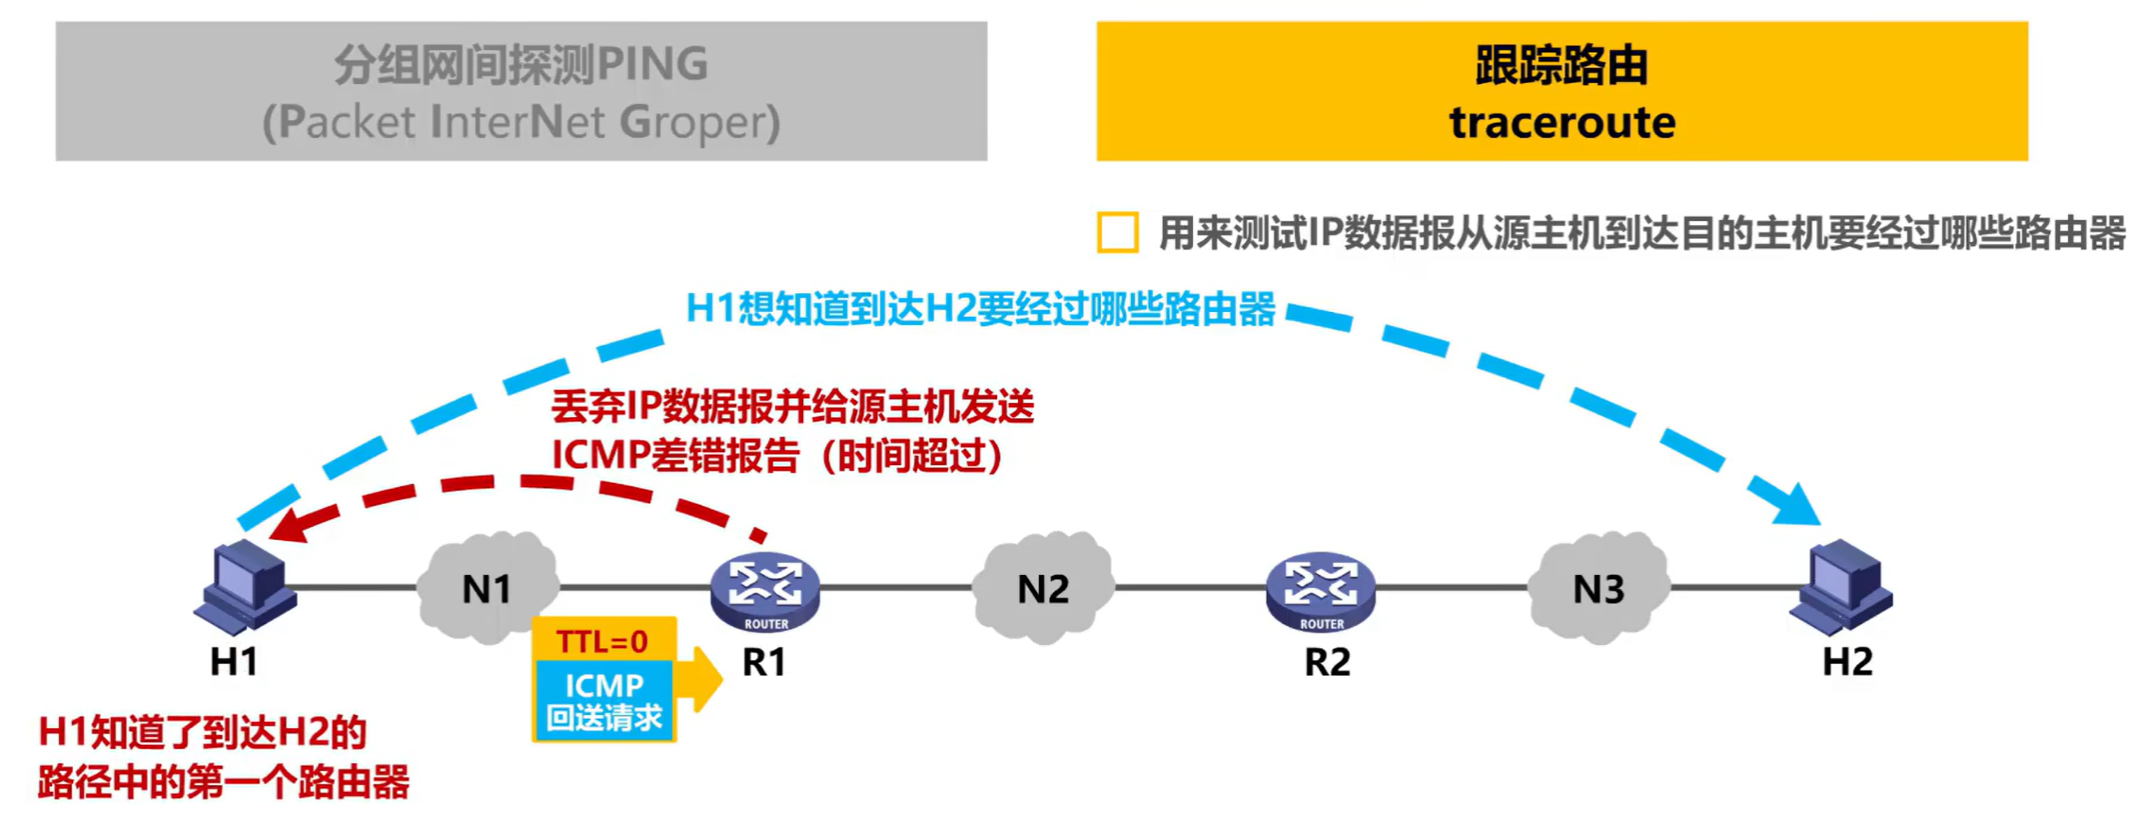 分组网间探测PING
(Packet InterNet Groper)
跟踪路由
traceroute
用来测试IP数据报从源主机到达目的主机要经过哪些路由器
H1想知道到达H2要经过哪些路由器
丢弃IP数据报并给源主机发送
ICMP差错报告（时间超过）
N1
ROUTER
N2
ROUTER
N3
H1
R1
R2
H2
TTL=0
ICMP
回送请求
H1知道了到达H2的
路径中的第一个路由器